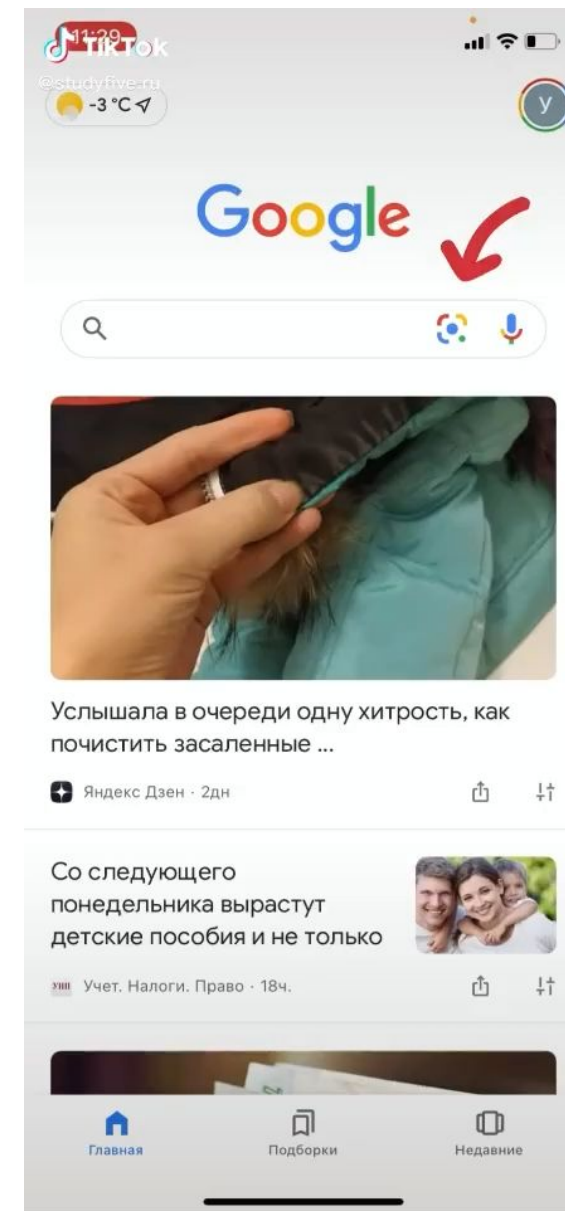 11:29
TikTok
@studyfive.ru
-3 °C
У
Google
Услышала в очереди одну хитрость, как
почистить засаленные ...
Яндекс Дзен · 2дн
Со следующего
понедельника вырастут
детские пособия и не только
Учет. Налоги. Право · 18ч.
Главная
Подборки
Недавние